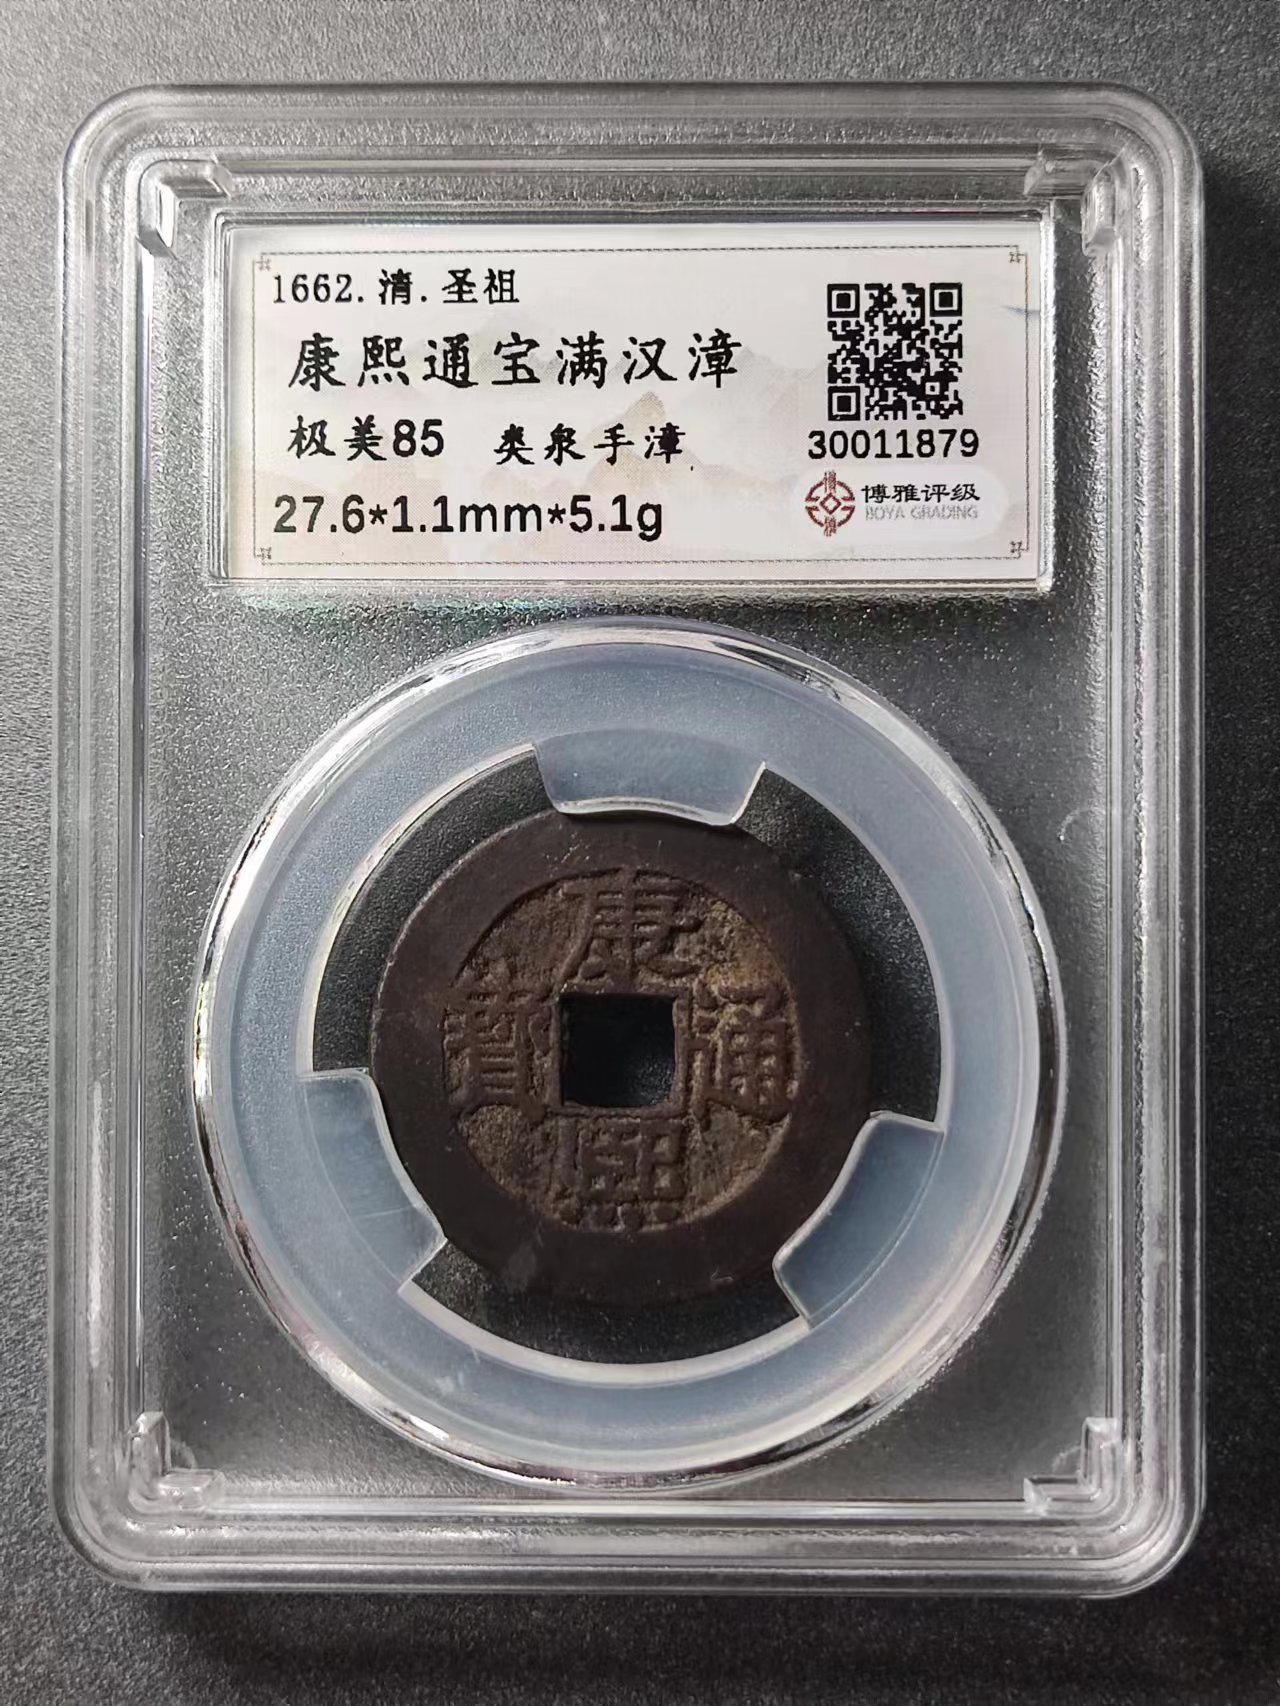 1662.清.圣祖
康熙通宝满汉漳
极美85 类泉手漳
27.6*1.1mm*5.1g
30011879
博雅评级
BOYA GRADING
康
寶 通
熙